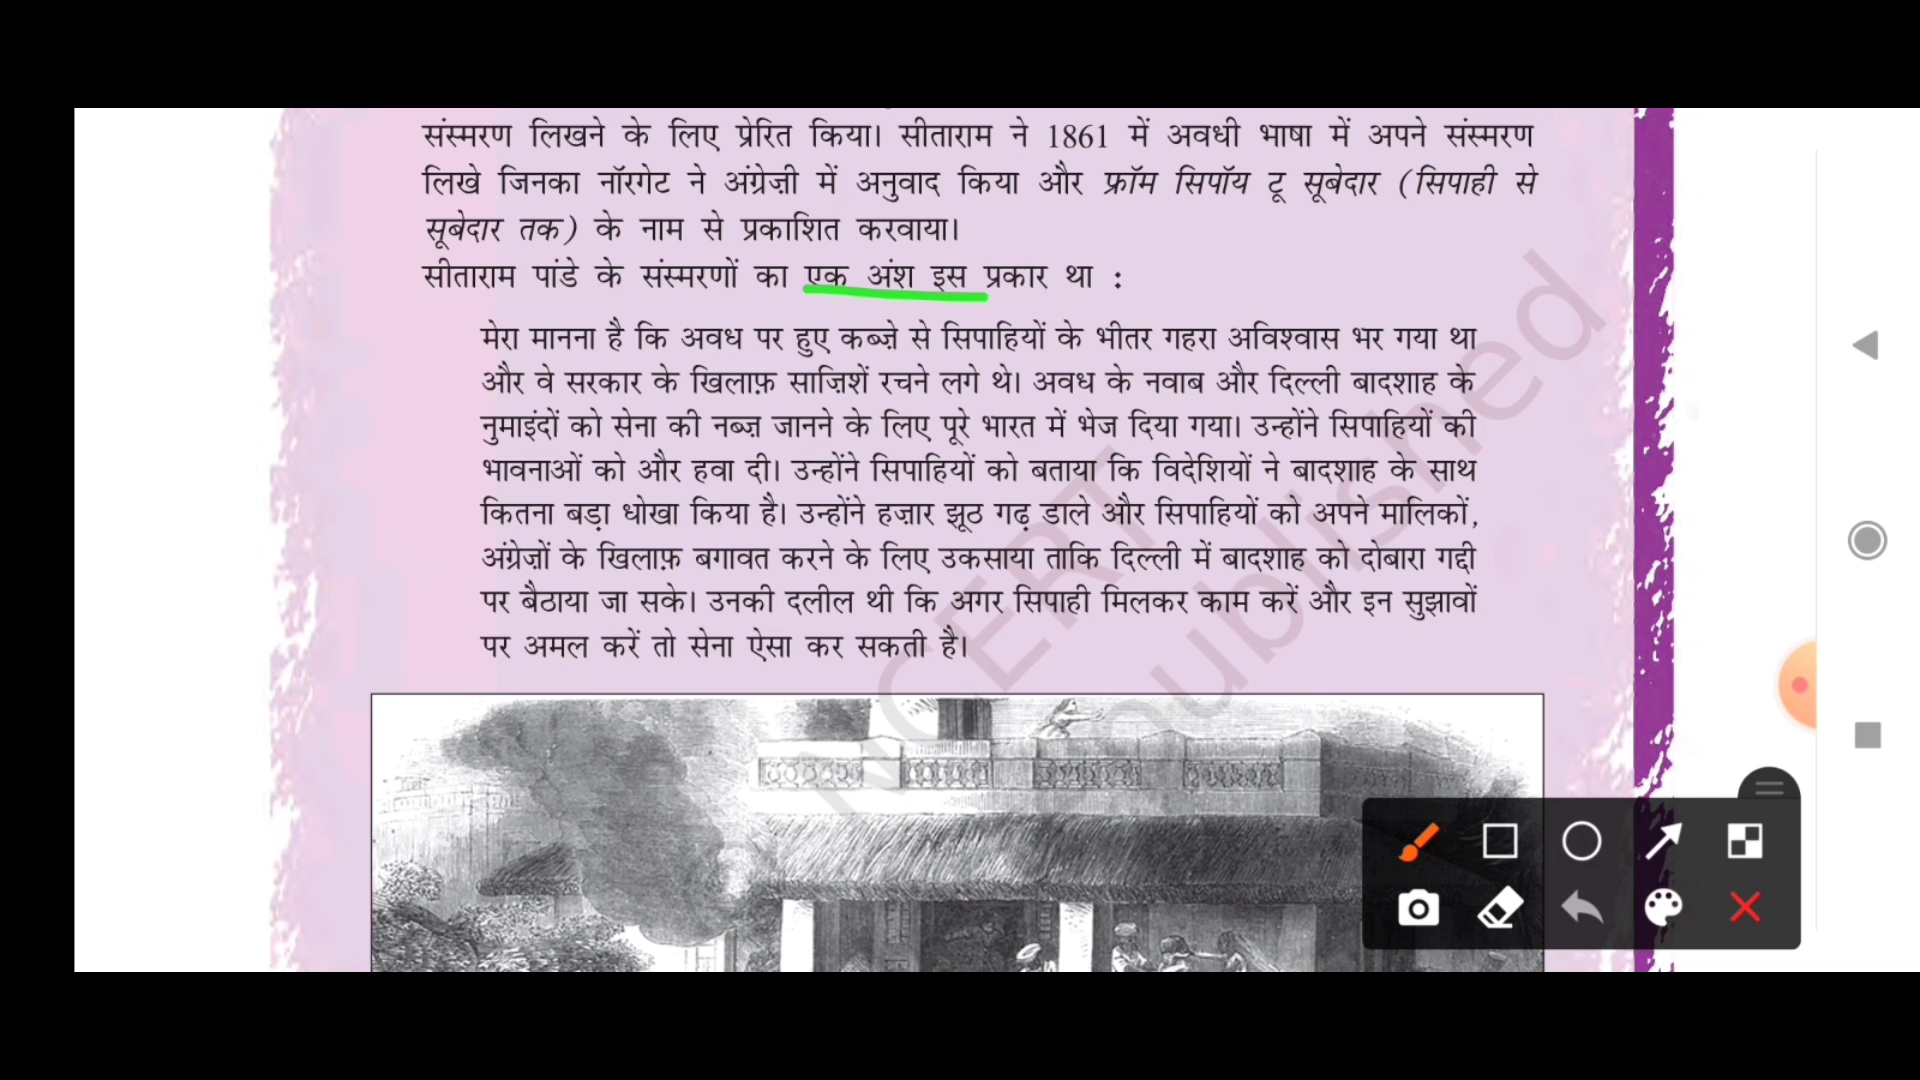 संस्मरण लिखने के लिए प्रेरित किया। सीताराम ने 1861 में अवधी भाषा में अपने संस्मरण
लिखे जिनका नॉरगेट ने अंग्रेज़ी में अनुवाद किया और फ्रॉम सिपॉय टू सूबेदार (सिपाही से
सूबेदार तक) के नाम से प्रकाशित करवाया।
सीताराम पांडे के संस्मरणों का एक अंश इस प्रकार था :
मेरा मानना है कि अवध पर हुए कब्ज़े से सिपाहियों के भीतर गहरा अविश्वास भर गया था
और वे सरकार के खिलाफ़ साज़िशें रचने लगे थे। अवध के नवाब और दिल्ली बादशाह के
नुमाइंदों को सेना की नब्ज़ जानने के लिए पूरे भारत में भेज दिया गया। उन्होंने सिपाहियों की
भावनाओं को और हवा दी। उन्होंने सिपाहियों को बताया कि विदेशियों ने बादशाह के साथ
कितना बड़ा धोखा किया है। उन्होंने हज़ार झूठ गढ़ डाले और सिपाहियों को अपने मालिकों,
अंग्रेज़ों के खिलाफ़ बगावत करने के लिए उकसाया ताकि दिल्ली में बादशाह को दोबारा गद्दी
पर बैठाया जा सके। उनकी दलील थी कि अगर सिपाही मिलकर काम करें और इन सुझावों
पर अमल करें तो सेना ऐसा कर सकती है।
NCERT